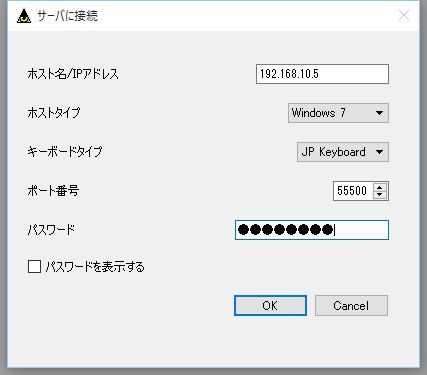 サーバに接続
ホスト名/IPアドレス 192.168.10.5
ホストタイプ Windows 7
キーボードタイプ JP Keyboard
ポート番号 55500
パスワード ●●●●●●●●
パスワードを表示する
OK Cancel